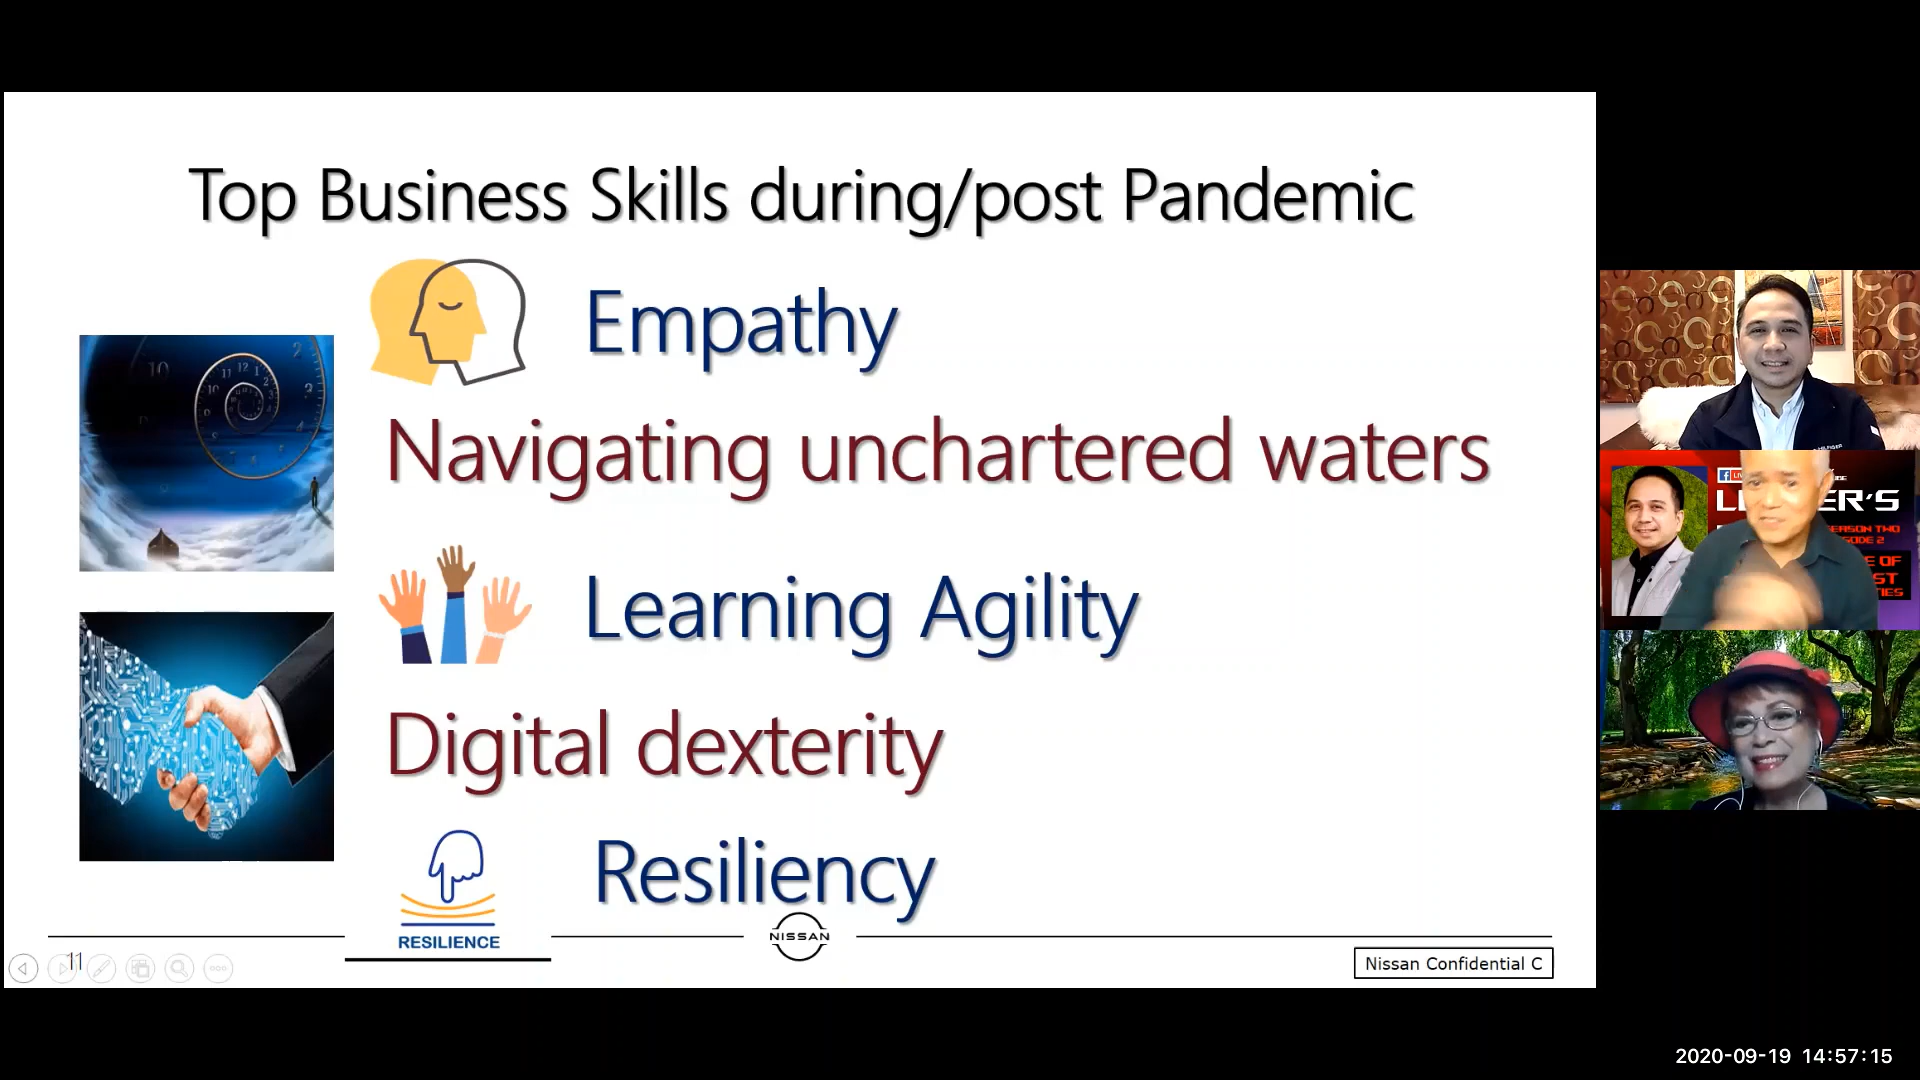 Top Business Skills during/post Pandemic
Empathy
Navigating unchartered waters
Learning Agility
Digital dexterity
Resiliency
RESILIENCE
NISSAN
11
Nissan Confidential C
2020-09-19 14:57:15